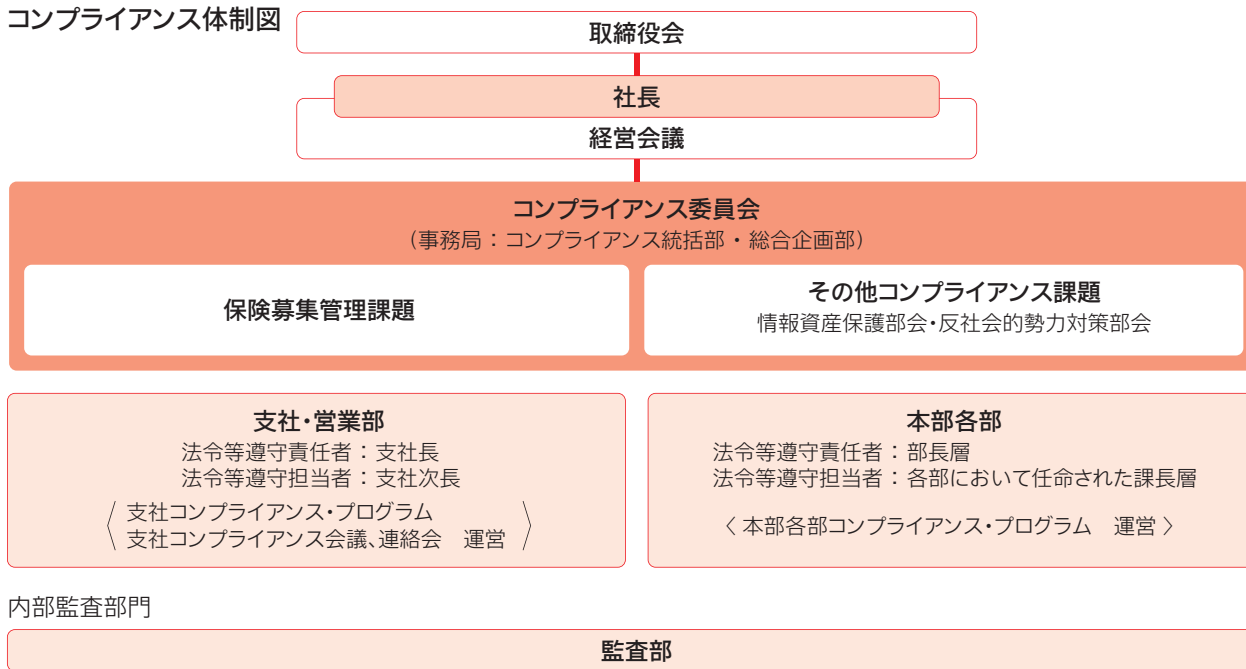 コンプライアンス体制図
取締役会
社長
経営会議
コンプライアンス委員会
(事務局：コンプライアンス統括部・総合企画部)
保険募集管理課題
その他コンプライアンス課題
情報資産保護部会・反社会的勢力対策部会
支社・営業部
法令等遵守責任者：支社長
法令等遵守担当者：支社次長
支社コンプライアンス・プログラム
支社コンプライアンス会議、連絡会　運営
本部各部
法令等遵守責任者：部長層
法令等遵守担当者：各部において任命された課長層
〈本部各部コンプライアンス・プログラム　運営〉
内部監査部門
監査部